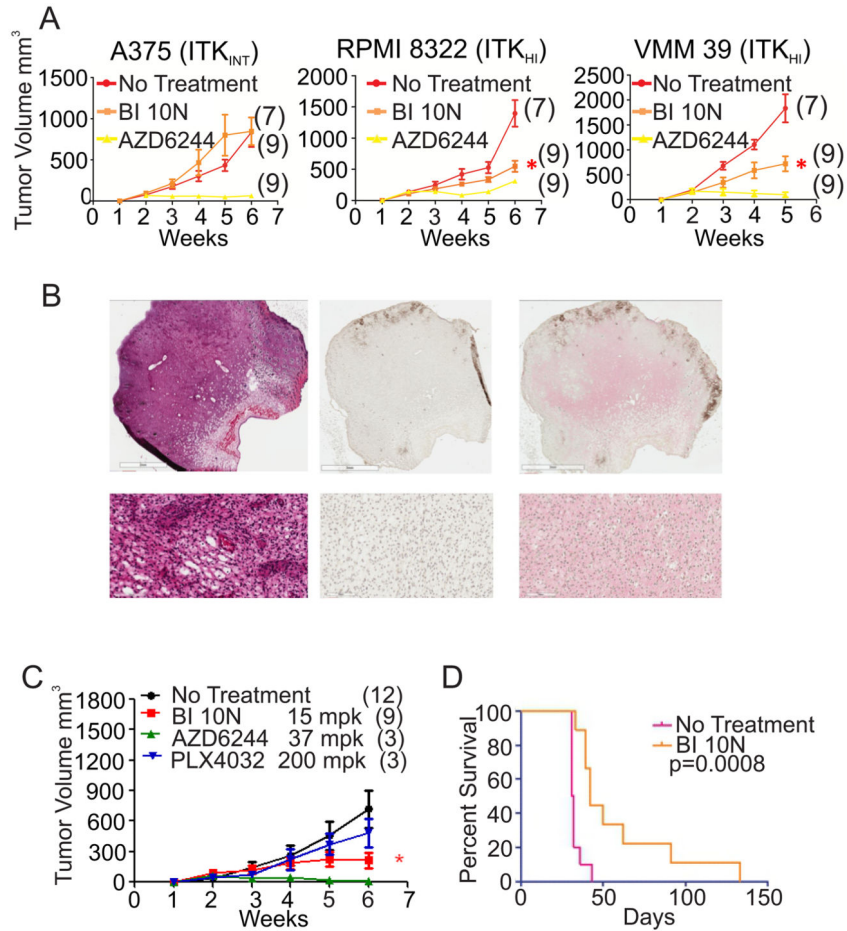 A
A375 (ITK INT)
Tumor Volume mm³
1500
1000
500
0
No Treatment
BI 10N
AZD6244
(7)
(9)
(9)
0 1 2 3 4 5 6 7
Weeks
RPMI 8322 (ITK HI)
2000
1500
1000
500
0
No Treatment
BI 10N
AZD6244
(7)
* (9)
(9)
0 1 2 3 4 5 6 7
Weeks
VMM 39 (ITK HI)
2500
2000
1500
1000
500
0
No Treatment
BI 10N
AZD6244
(7)
* (9)
(9)
0 1 2 3 4 5 6
Weeks
B
C
Tumor Volume mm³
1800
1500
1200
900
600
300
0
No Treatment (12)
BI 10N 15 mpk (9)
AZD6244 37 mpk (3)
PLX4032 200 mpk (3)
*
0 1 2 3 4 5 6 7
Weeks
D
Percent Survival
100
80
60
40
20
0
No Treatment
BI 10N
p=0.0008
0 50 100 150
Days